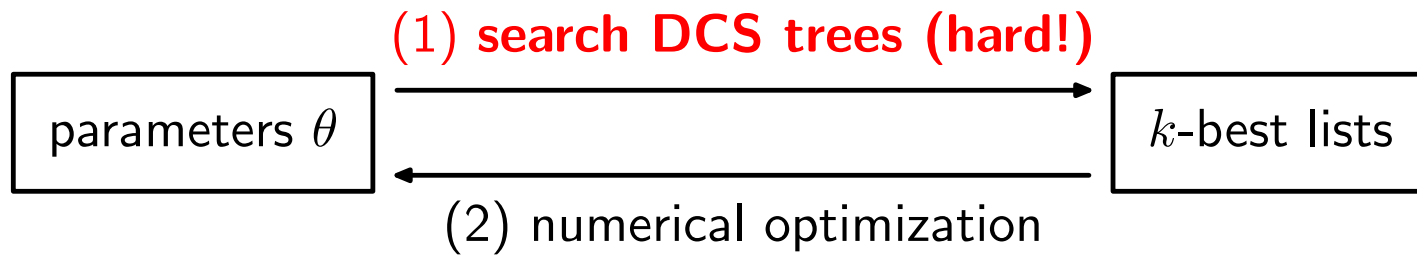 (1) search DCS trees (hard!)
parameters θ
k-best lists
(2) numerical optimization